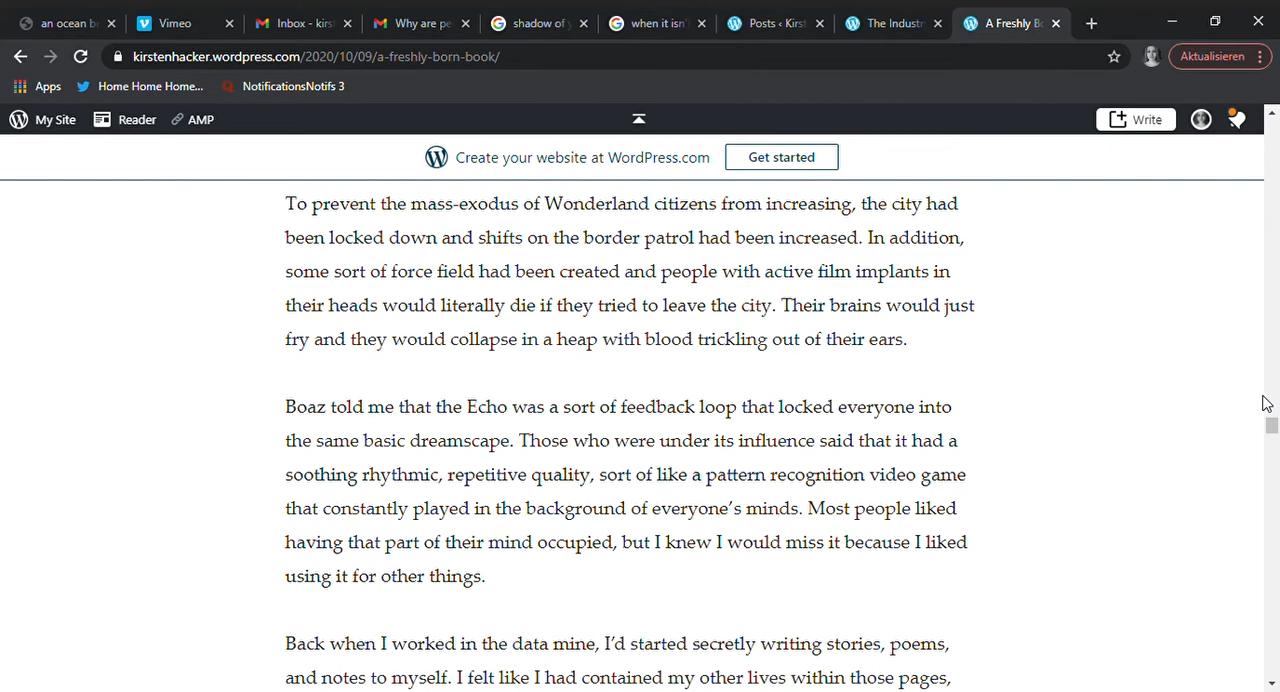 an ocean b
Vimeo
Inbox - kirs
Why are pe
shadow of
when it isn'
Posts ‹ Kirst
The Industr
A Freshly Bo
kirstenhacker.wordpress.com/2020/10/09/a-freshly-born-book/
Aktualisieren
Apps
Home Home Home...
NotificationsNotifs 3
My Site
Reader
AMP
Write
Create your website at WordPress.com
Get started
To prevent the mass-exodus of Wonderland citizens from increasing, the city had
been locked down and shifts on the border patrol had been increased. In addition,
some sort of force field had been created and people with active film implants in
their heads would literally die if they tried to leave the city. Their brains would just
fry and they would collapse in a heap with blood trickling out of their ears.
Boaz told me that the Echo was a sort of feedback loop that locked everyone into
the same basic dreamscape. Those who were under its influence said that it had a
soothing rhythmic, repetitive quality, sort of like a pattern recognition video game
that constantly played in the background of everyone’s minds. Most people liked
having that part of their mind occupied, but I knew I would miss it because I liked
using it for other things.
Back when I worked in the data mine, I’d started secretly writing stories, poems,
and notes to myself. I felt like I had contained my other lives within those pages,